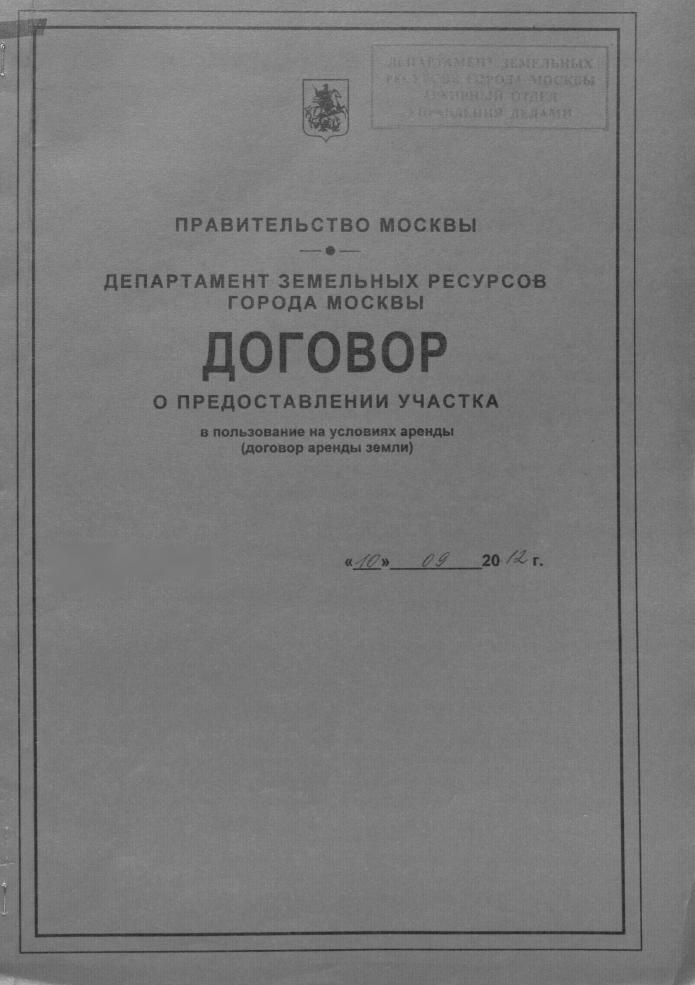 ДЕПАРТАМЕНТ ЗЕМЕЛЬНЫХ
РЕСУРСОВ ГОРОДА МОСКВЫ
АРХИВНЫЙ ОТДЕЛ
УПРАВЛЕНИЯ ДЕЛАМИ
ПРАВИТЕЛЬСТВО МОСКВЫ
ДЕПАРТАМЕНТ ЗЕМЕЛЬНЫХ РЕСУРСОВ
ГОРОДА МОСКВЫ
ДОГОВОР
О ПРЕДОСТАВЛЕНИИ УЧАСТКА
в пользование на условиях аренды
(договор аренды земли)
«10» 09 2012 г.